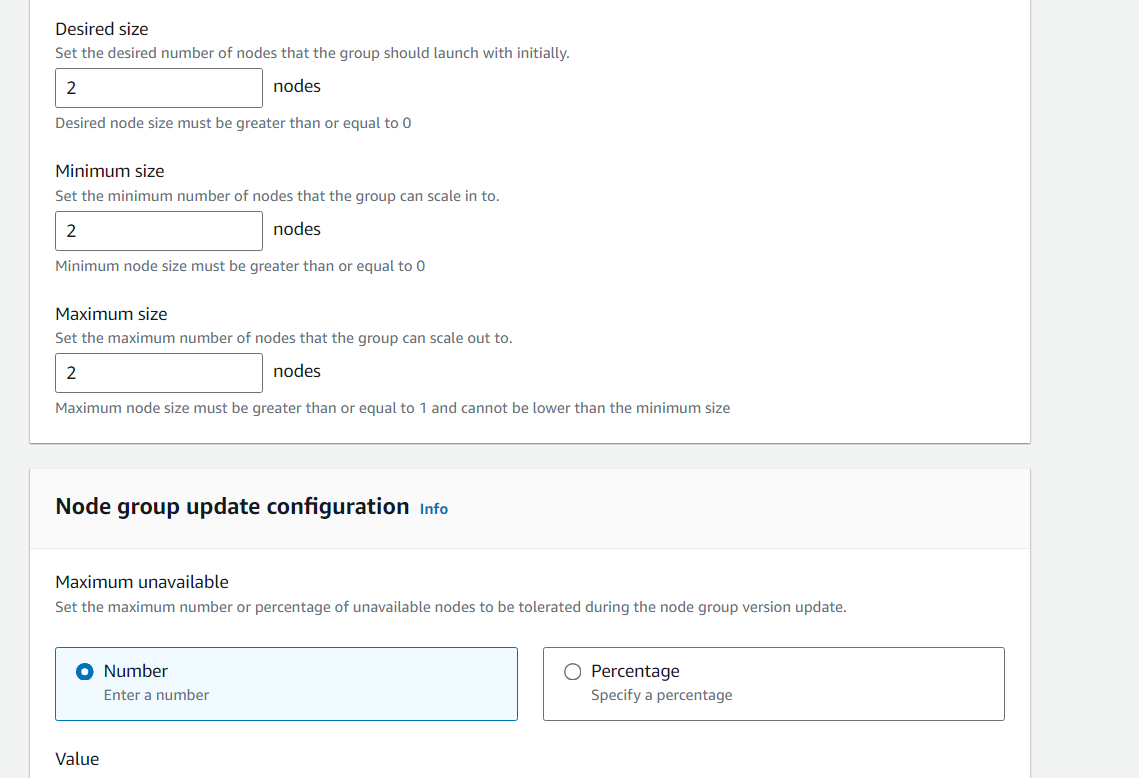 Desired size
Set the desired number of nodes that the group should launch with initially.
2 nodes
Desired node size must be greater than or equal to 0
Minimum size
Set the minimum number of nodes that the group can scale in to.
2 nodes
Minimum node size must be greater than or equal to 0
Maximum size
Set the maximum number of nodes that the group can scale out to.
2 nodes
Maximum node size must be greater than or equal to 1 and cannot be lower than the minimum size
Node group update configuration Info
Maximum unavailable
Set the maximum number or percentage of unavailable nodes to be tolerated during the node group version update.
Number
Enter a number
Percentage
Specify a percentage
Value